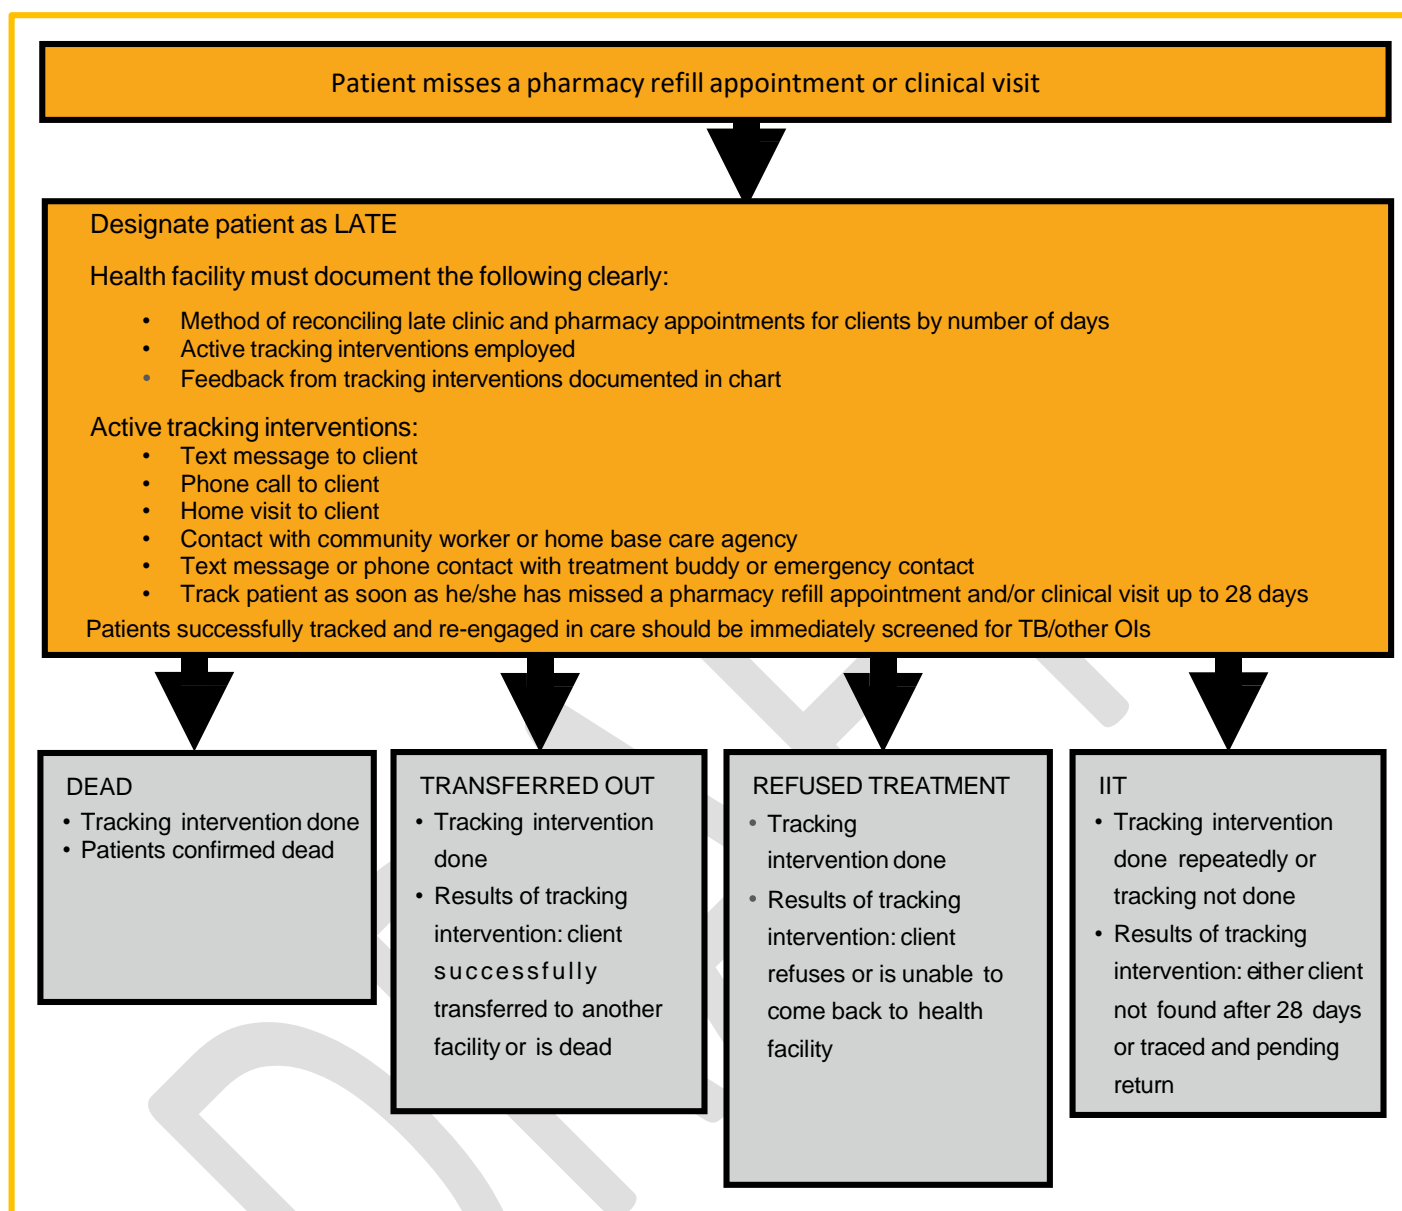 Patient misses a pharmacy refill appointment or clinical visit
Designate patient as LATE
Health facility must document the following clearly:
• Method of reconciling late clinic and pharmacy appointments for clients by number of days
• Active tracking interventions employed
• Feedback from tracking interventions documented in chart
Active tracking interventions:
• Text message to client
• Phone call to client
• Home visit to client
• Contact with community worker or home base care agency
• Text message or phone contact with treatment buddy or emergency contact
• Track patient as soon as he/she has missed a pharmacy refill appointment and/or clinical visit up to 28 days
Patients successfully tracked and re-engaged in care should be immediately screened for TB/other OIs
DEAD
• Tracking intervention done
• Patients confirmed dead
TRANSFERRED OUT
• Tracking intervention
done
• Results of tracking
intervention: client
successfully
transferred to another
facility or is dead
REFUSED TREATMENT
• Tracking
intervention done
• Results of tracking
intervention: client
refuses or is unable to
come back to health
facility
IIT
• Tracking intervention
done repeatedly or
tracking not done
• Results of tracking
intervention: either client
not found after 28 days
or traced and pending
return